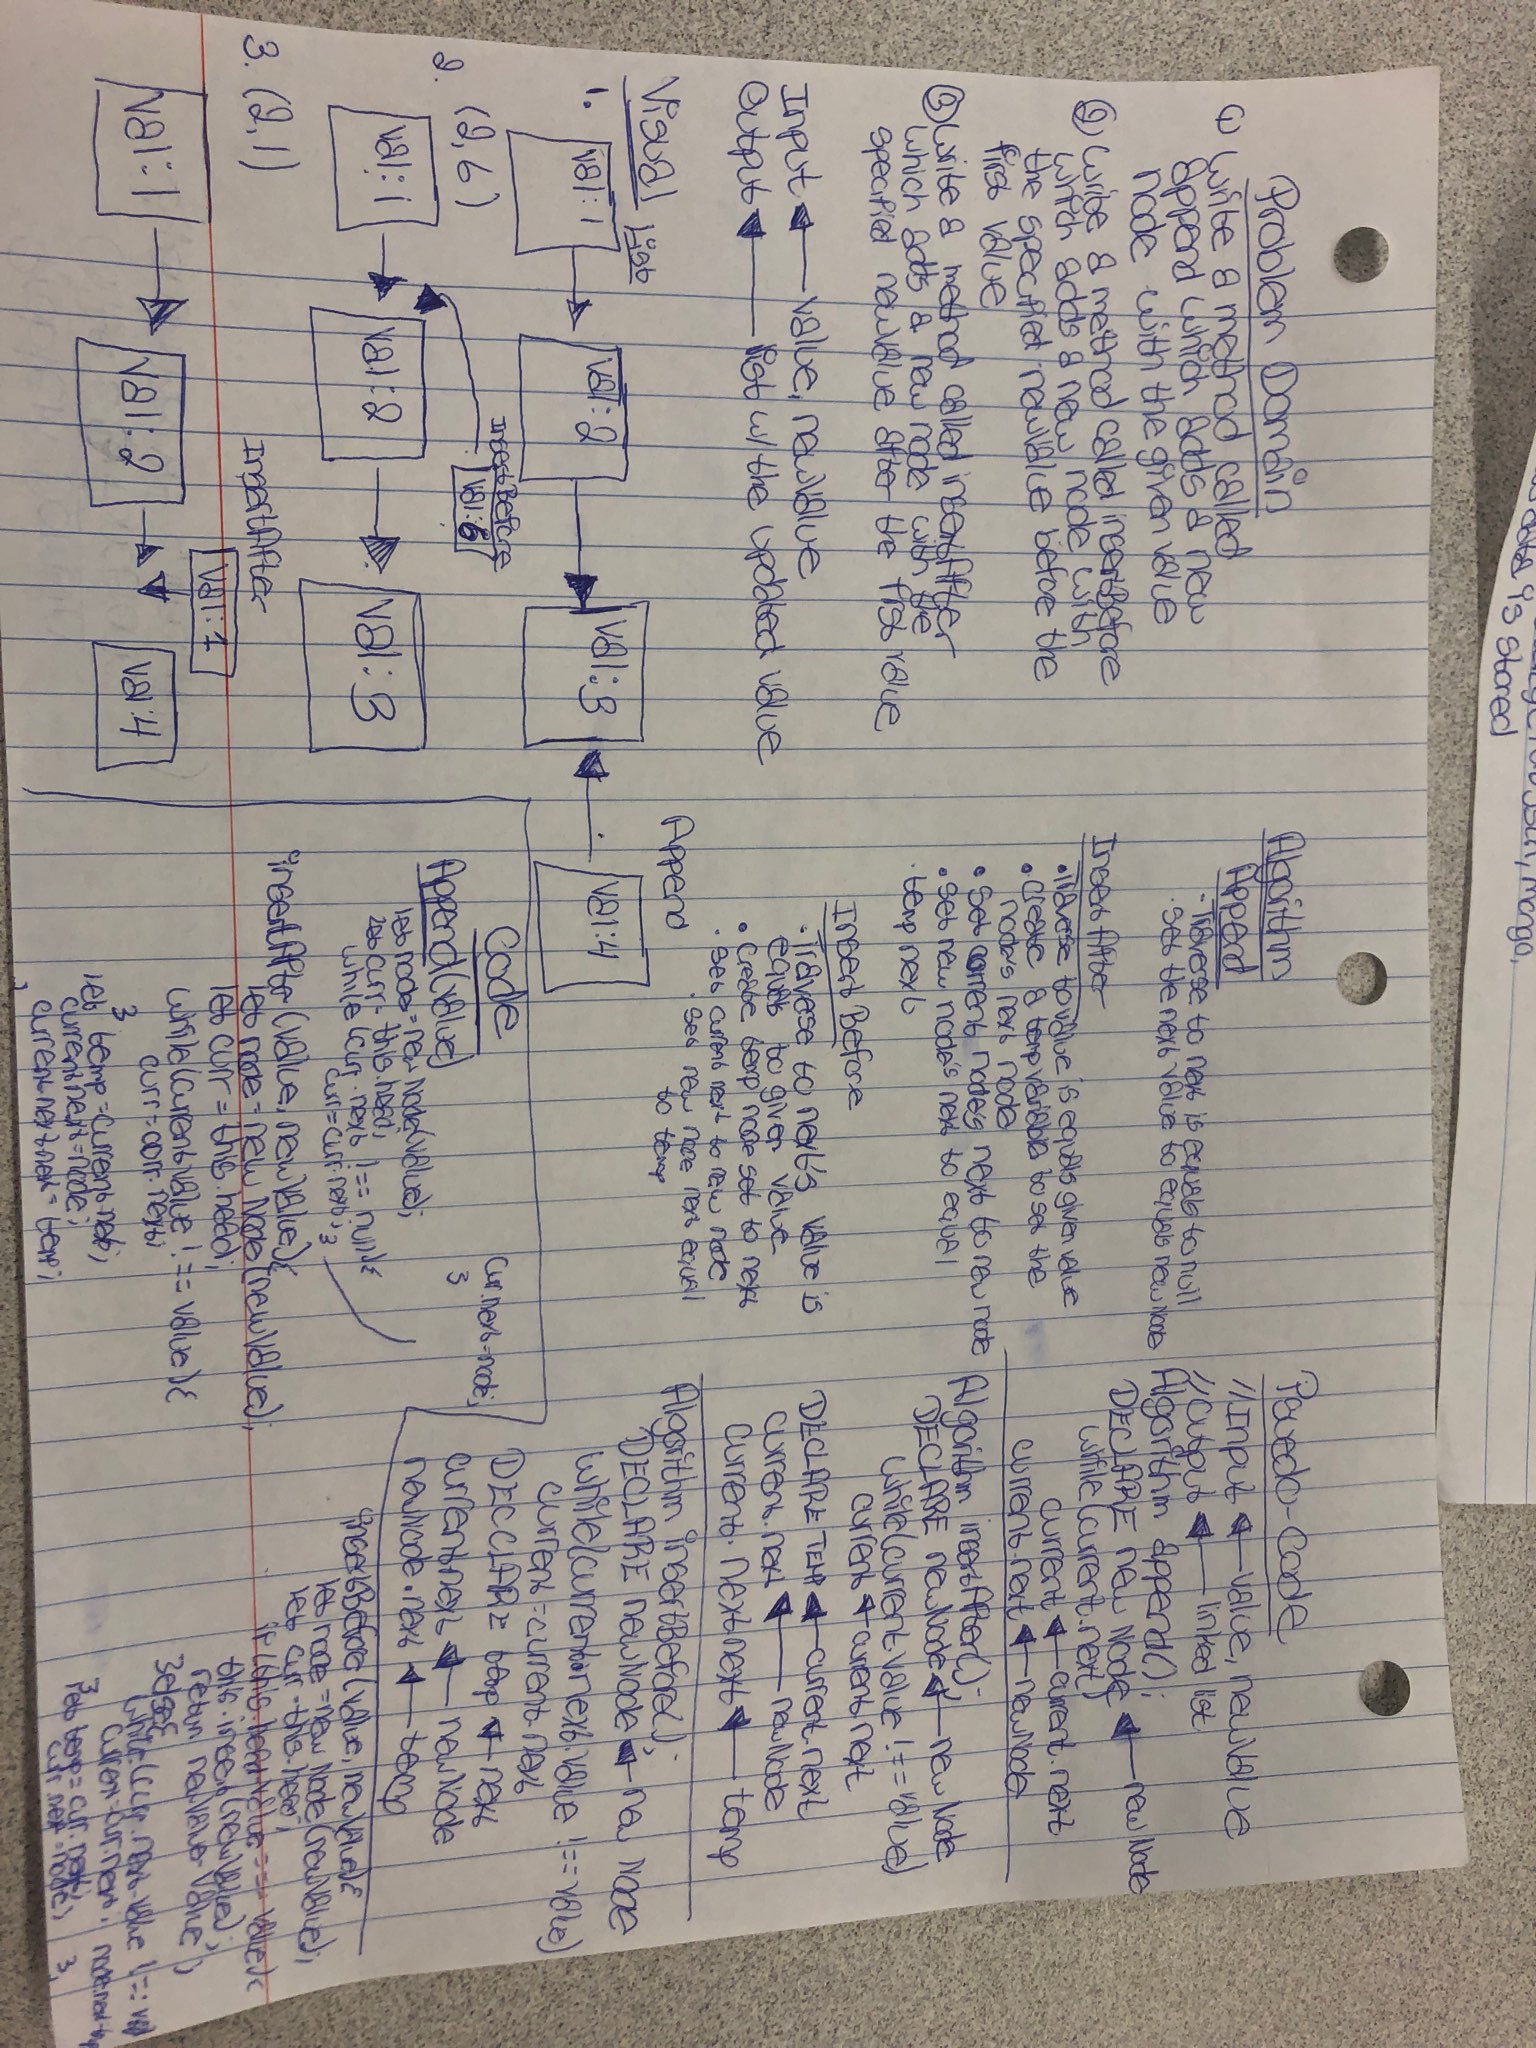 Problem Domain
1) write a method called
append which adds a new
node with the given value
2) write a method called insertBefore
which adds a new node with
the specified newValue before the
first value
3) write a method called insertAfter
which adds a new node with the
specified newValue after the first value
Input ← value, newValue
Output ← list w/ the updated value
Visual List
1.
val:1
val:2
val:3
val:4
Append
2. (2,6)
InsertBefore
val:6
val:1
val:2
val:3
3. (2,1)
InsertAfter
val:1
val:1
val:2
val:4
Algorithm
Append
· Traverse to next is equals to null
· Set the next value to equals newNode
Insert After
• Traverse to value is equals given value
• Create a temp variable to set the
node's next node
• Set current nodes next to new node
• Set new node's next to equal
temp next
Insert Before
• Traverse to next's value is
equals to given value
• Create temp node set to next
• Set current next to new node
· Set new node next equal
to temp
Code
Append(value)
let node = new Node(value);
let curr = this.head;
while (curr.next !== null{
curr = curr.next; }
curr.next = node;
}
insertAfter (value, newValue){
let node = new Node(newValue);
let curr = this.head;
while(current.value !== value){
curr = curr.next;
}
let temp = current.next;
current.next = node;
current.next.next = temp;
Psuedo-Code
//Input ← value, newValue
//Output ← linked list
Algorithm append();
DECLARE new Node ← newNode
while(current.next)
current ← current.next
current.next ← newNode
Algorithm insertAfter();
DECLARE newNode ← new Node
while(current.value !== value)
current ← current.next
DECLARE TEMP ← current.next
current.next ← newNode
current.next.next ← temp
Algorithm insertBefore();
DECLARE newNode ← new Node
while(current.next.value !== value)
current = current.next
DECLARE temp ← next
current.next ← newNode
newNode.next ← temp
insertBefore (value, newValue){
let node = new Node(newValue);
let curr = this.head;
if (this.head.value === value){
this.insert(newValue);
return newValue
}else{
while(curr.next.value !== val
current = curr.next;
}
let temp = curr.next;
curr.next = node;
is stored
mango,